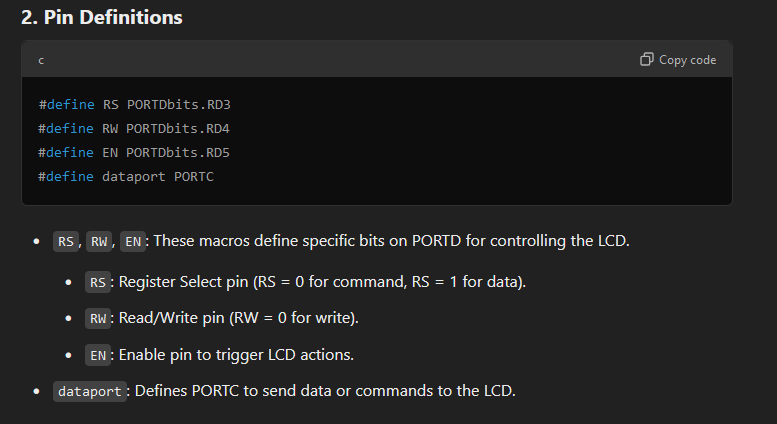 2. Pin Definitions
c
Copy code
#define RS PORTDbits.RD3
#define RW PORTDbits.RD4
#define EN PORTDbits.RD5
#define dataport PORTC
• RS, RW, EN: These macros define specific bits on PORTD for controlling the LCD.
• RS: Register Select pin (RS = 0 for command, RS = 1 for data).
• RW: Read/Write pin (RW = 0 for write).
• EN: Enable pin to trigger LCD actions.
• dataport: Defines PORTC to send data or commands to the LCD.